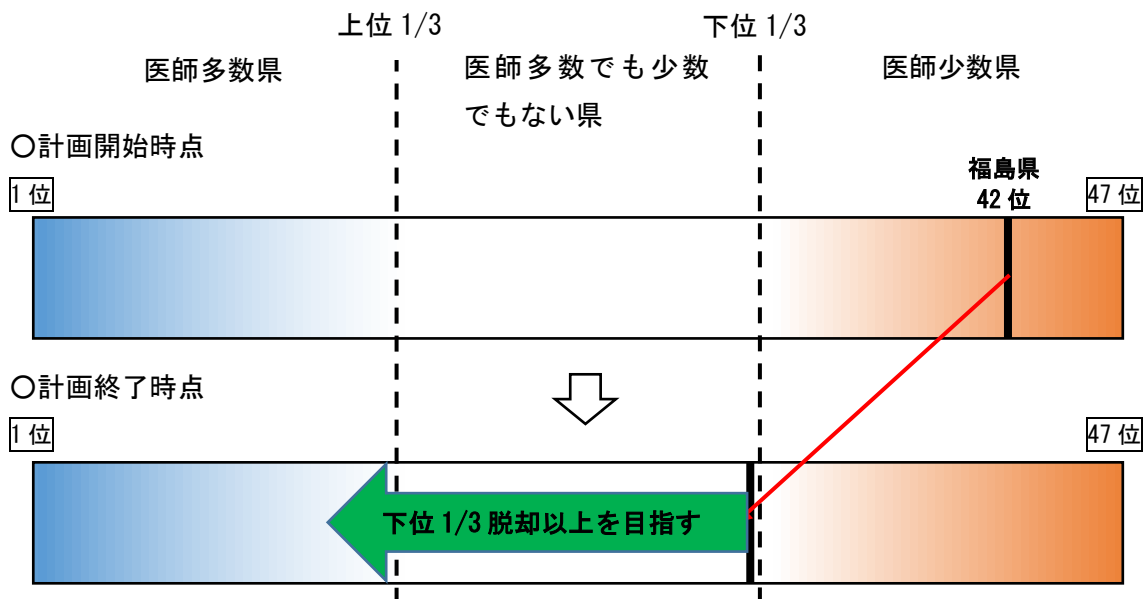 上位 1/3
下位 1/3
医師多数県
医師多数でも少数
でもない県
医師少数県
〇計画開始時点
福島県
42 位
1 位
47 位
〇計画終了時点
1 位
47 位
下位 1/3 脱却以上を目指す